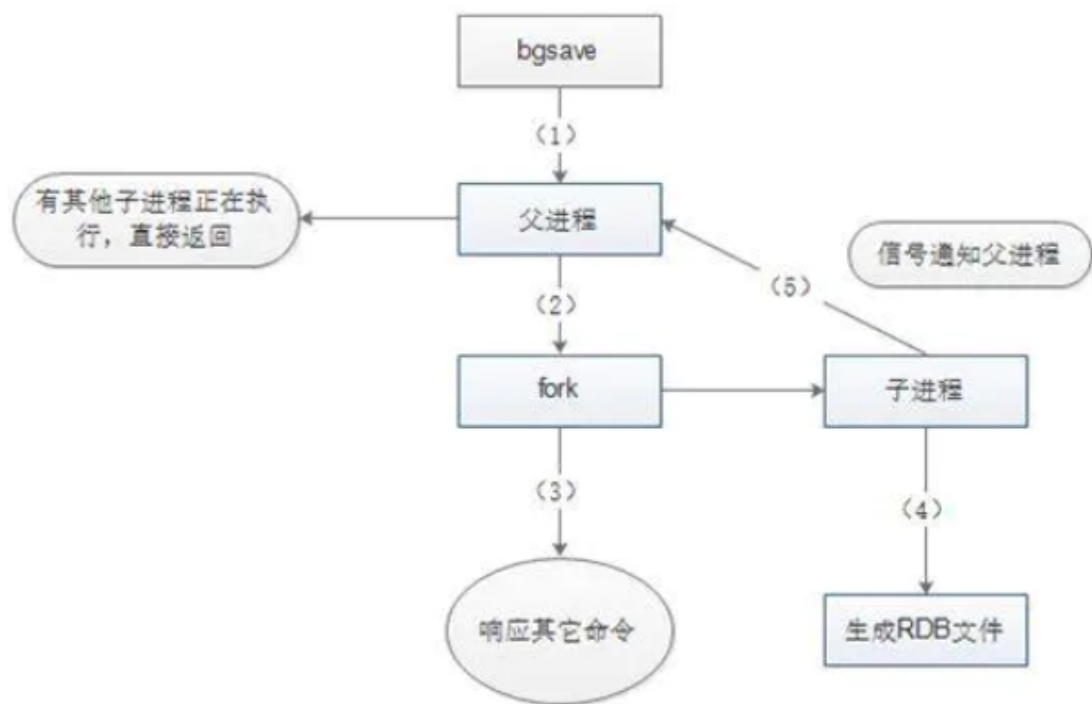 bgsave
（1）
有其他子进程正在执
行，直接返回
父进程
信号通知父进程
（5）
（2）
fork
子进程
（3）
（4）
响应其它命令
生成RDB文件